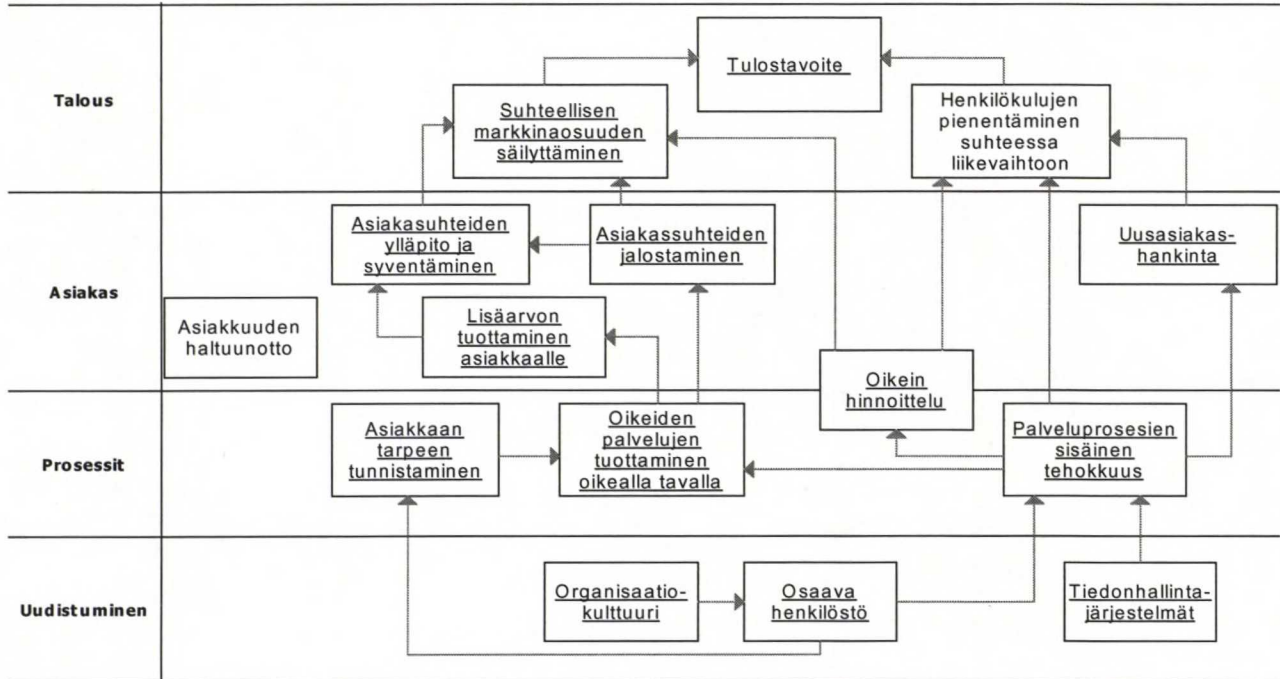 Talous
Tulostavoite
Suhteellisen
markkinaosuuden
säilyttäminen
Henkilökulujen
pienentäminen
suhteessa
liikevaihtoon
Asiakas
Asiakasuhteiden
ylläpito ja
syventäminen
Asiakassuhteiden
jalostaminen
Uusasiakas-
hankinta
Asiakkuuden
haltuunotto
Lisäarvon
tuottaminen
asiakkaalle
Oikein
hinnoittelu
Prosessit
Asiakkaan
tarpeen
tunnistaminen
Oikeiden
palvelujen
tuottaminen
oikealla tavalla
Palveluprosesien
sisäinen
tehokkuus
Uudistuminen
Organisaatio-
kulttuuri
Osaava
henkilöstö
Tiedonhallinta-
järjestelmät